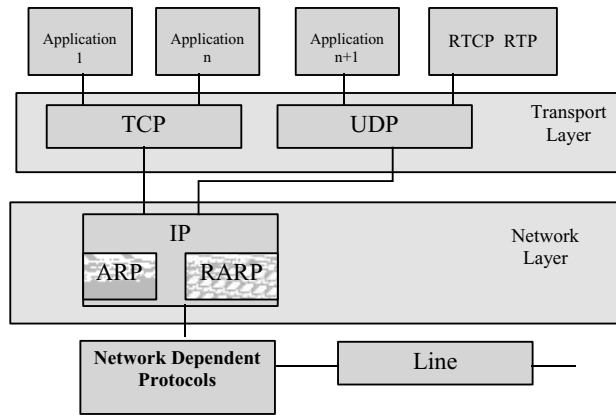 Application
1
Application
n
Application
n+1
RTCP RTP
TCP
UDP
Transport
Layer
IP
ARP
RARP
Network
Layer
Network Dependent
Protocols
Line